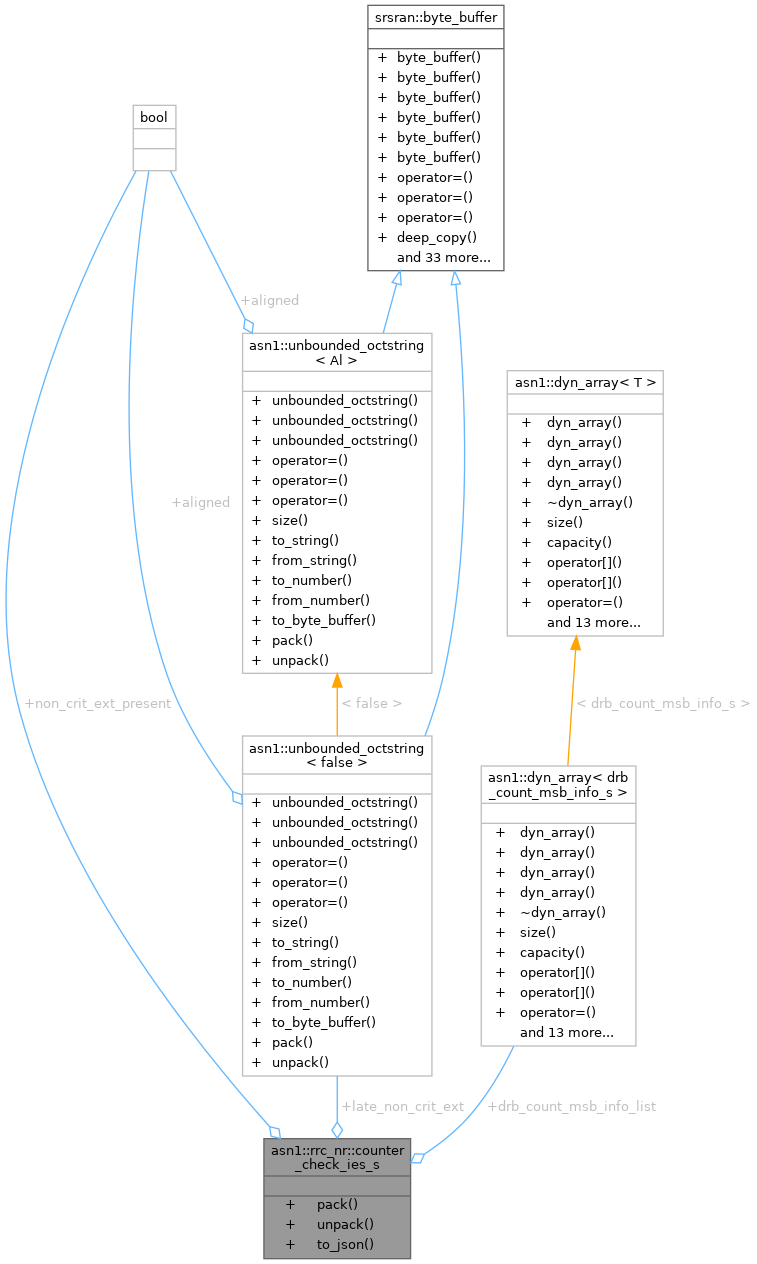 srsran::byte_buffer
+ byte_buffer()
+ byte_buffer()
+ byte_buffer()
+ byte_buffer()
+ byte_buffer()
+ byte_buffer()
+ operator=()
+ operator=()
+ operator=()
+ deep_copy()
and 33 more...
bool
+aligned
asn1::unbounded_octstring
< Al >
+ unbounded_octstring()
+ unbounded_octstring()
+ unbounded_octstring()
+ operator=()
+ operator=()
+ operator=()
+ size()
+ to_string()
+ from_string()
+ to_number()
+ from_number()
+ to_byte_buffer()
+ pack()
+ unpack()
asn1::dyn_array< T >
+ dyn_array()
+ dyn_array()
+ dyn_array()
+ dyn_array()
+ ~dyn_array()
+ size()
+ capacity()
+ operator[]()
+ operator[]()
+ operator=()
and 13 more...
+aligned
+non_crit_ext_present
< false >
< drb_count_msb_info_s >
asn1::unbounded_octstring
< false >
+ unbounded_octstring()
+ unbounded_octstring()
+ unbounded_octstring()
+ operator=()
+ operator=()
+ operator=()
+ size()
+ to_string()
+ from_string()
+ to_number()
+ from_number()
+ to_byte_buffer()
+ pack()
+ unpack()
asn1::dyn_array< drb
_count_msb_info_s >
+ dyn_array()
+ dyn_array()
+ dyn_array()
+ dyn_array()
+ ~dyn_array()
+ size()
+ capacity()
+ operator[]()
+ operator[]()
+ operator=()
and 13 more...
+late_non_crit_ext
+drb_count_msb_info_list
asn1::rrc_nr::counter
_check_ies_s
+ pack()
+ unpack()
+ to_json()